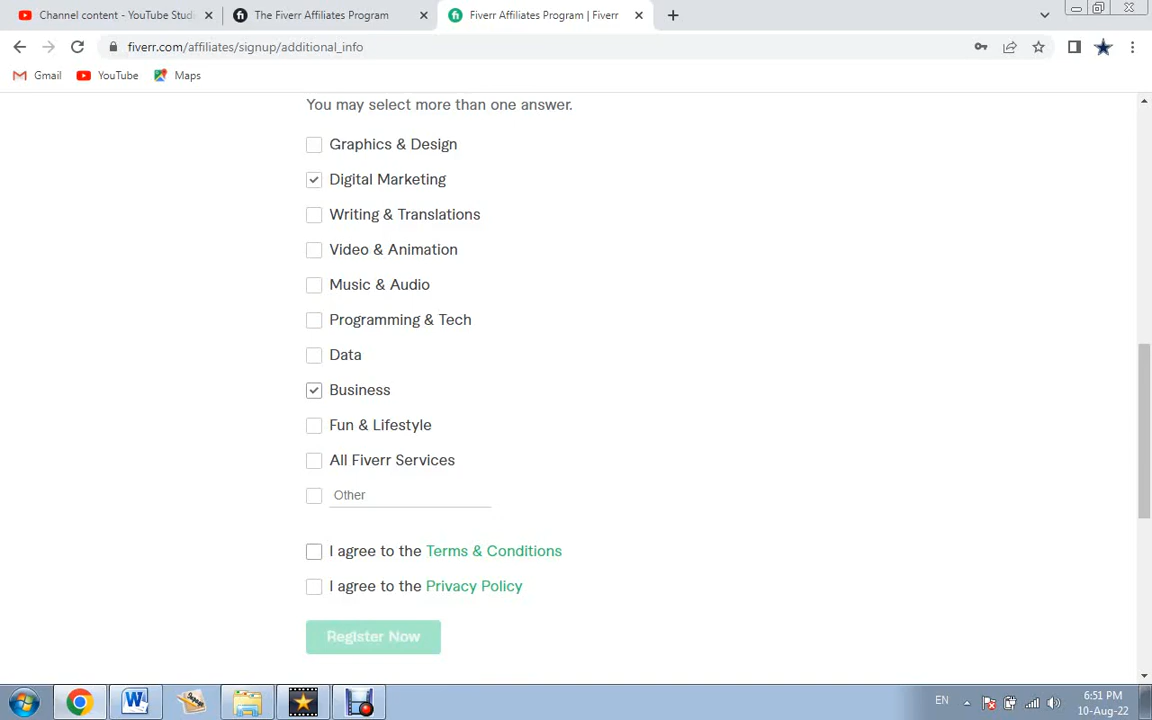 Channel content - YouTube Stud
The Fiverr Affiliates Program
Fiverr Affiliates Program | Fiverr
fiverr.com/affiliates/signup/additional_info
Gmail
YouTube
Maps
You may select more than one answer.
Graphics & Design
Digital Marketing
Writing & Translations
Video & Animation
Music & Audio
Programming & Tech
Data
Business
Fun & Lifestyle
All Fiverr Services
Other
I agree to the Terms & Conditions
I agree to the Privacy Policy
Register Now
EN
6:51 PM
10-Aug-22